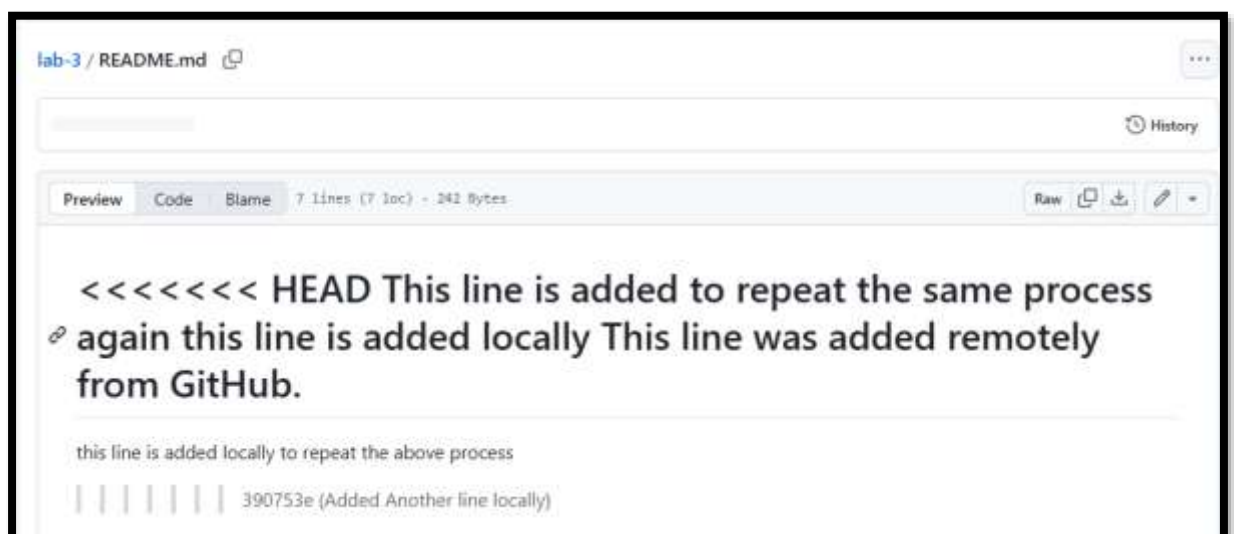 lab-3 / README.md
...
History
Preview Code Blame 7 lines (7 loc) · 242 Bytes Raw
<<<<<<< HEAD This line is added to repeat the same process
again this line is added locally This line was added remotely
from GitHub.
this line is added locally to repeat the above process
390753e (Added Another line locally)